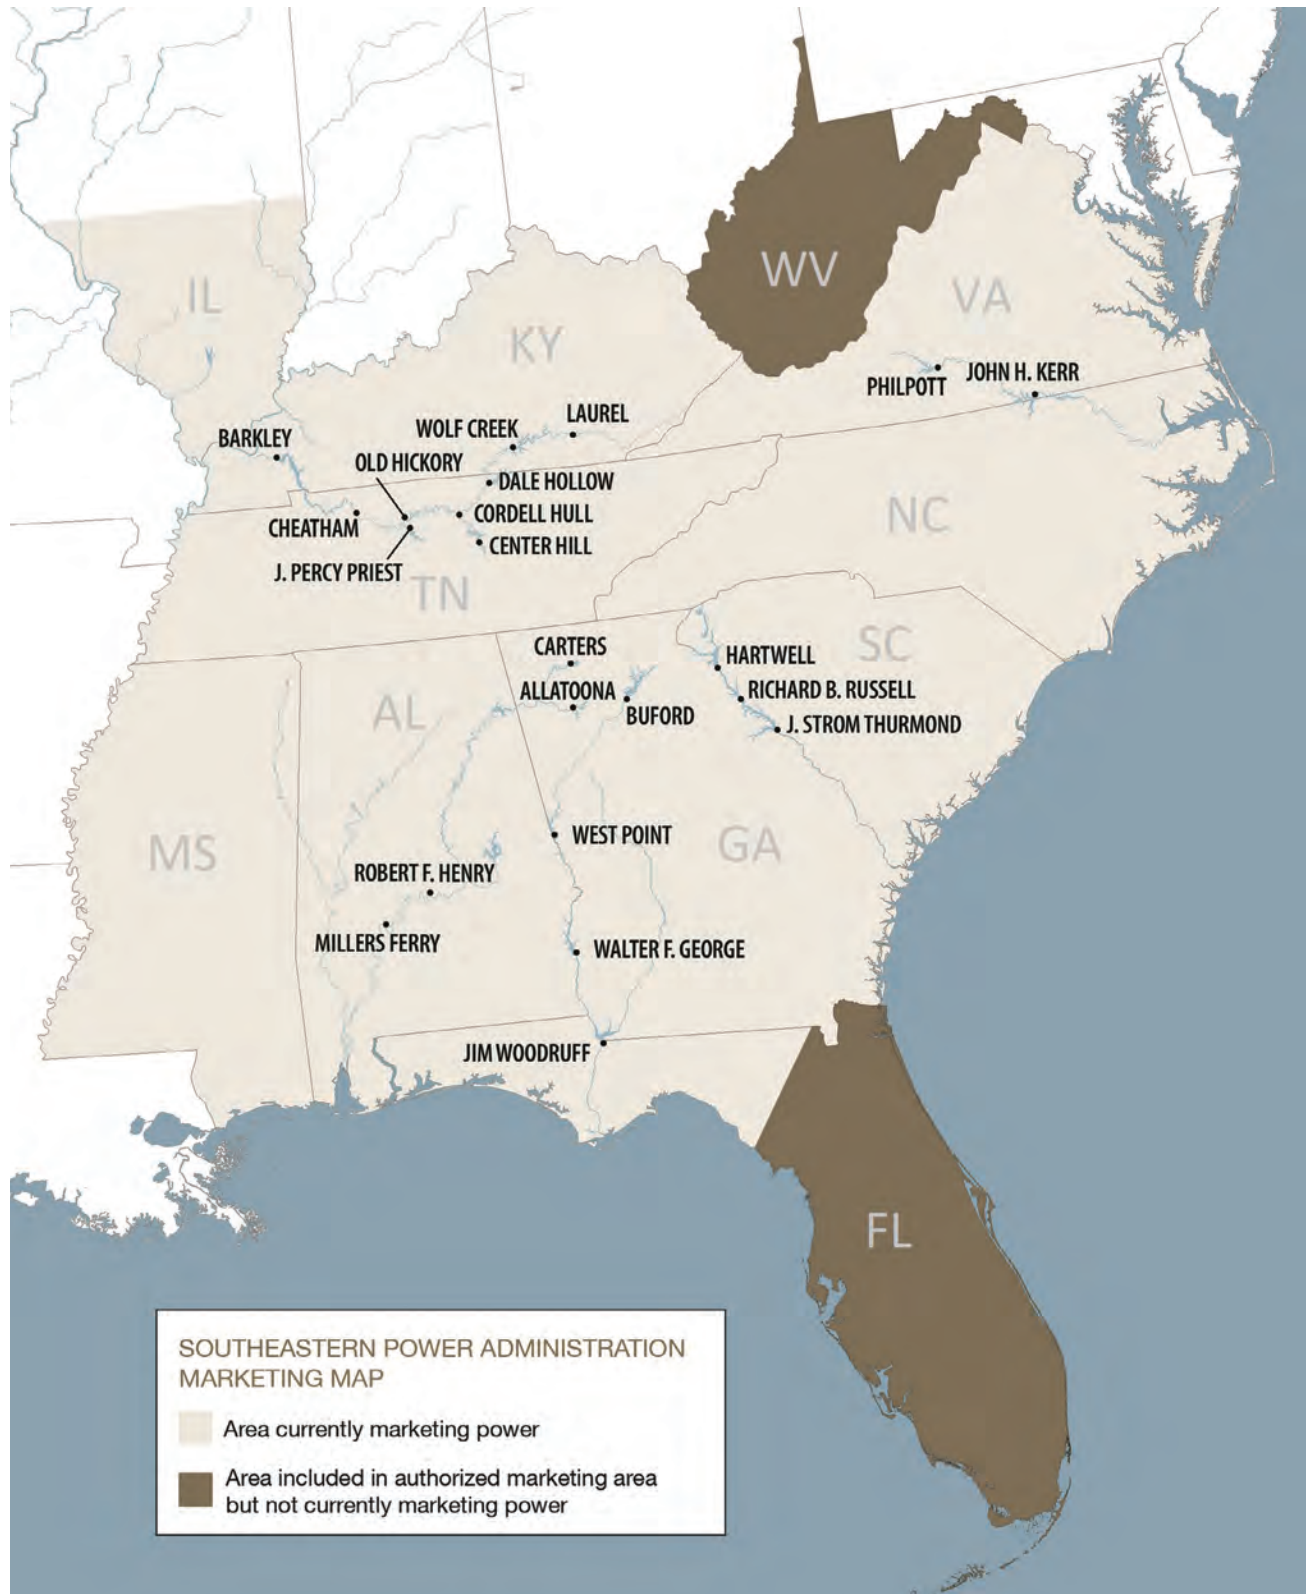 WV
IL
VA
KY
PHILPOTT
JOHN H. KERR
LAUREL
WOLF CREEK
BARKLEY
OLD HICKORY
DALE HOLLOW
CORDELL HULL
NC
CHEATHAM
CENTER HILL
J. PERCY PRIEST
TN
CARTERS
SC
HARTWELL
ALLATOONA
RICHARD B. RUSSELL
AL
BUFORD
J. STROM THURMOND
WEST POINT
MS
GA
ROBERT F. HENRY
MILLERS FERRY
WALTER F. GEORGE
JIM WOODRUFF
FL
SOUTHEASTERN POWER ADMINISTRATION
MARKETING MAP
Area currently marketing power
Area included in authorized marketing area
but not currently marketing power